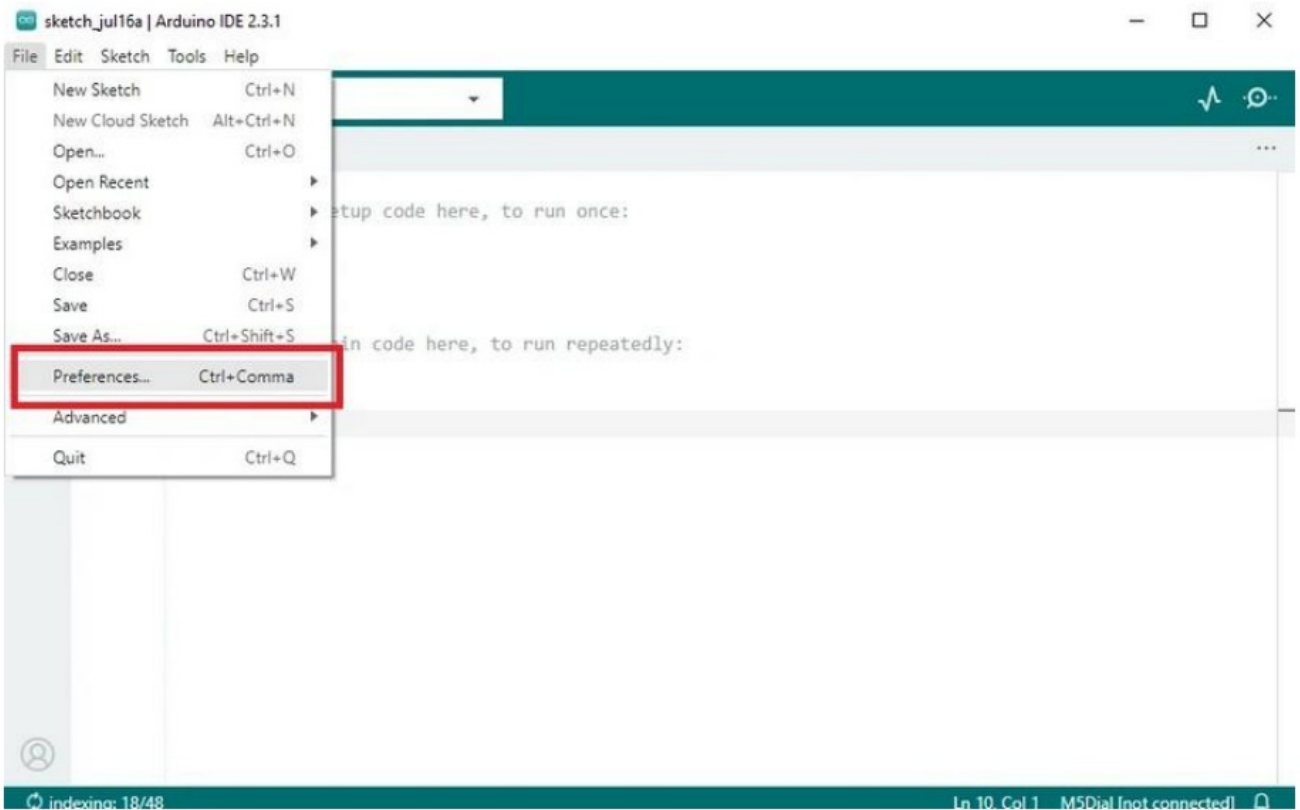 sketch_jul16a | Arduino IDE 2.3.1
File Edit Sketch Tools Help
New Sketch Ctrl+N
New Cloud Sketch Alt+Ctrl+N
Open... Ctrl+O
Open Recent
Sketchbook
etup code here, to run once:
Examples
Close Ctrl+W
Save Ctrl+S
Save As... Ctrl+Shift+S
in code here, to run repeatedly:
Preferences... Ctrl+Comma
Advanced
Quit Ctrl+Q
indexing: 18/48 Ln 10, Col 1 M5Dial [not connected]